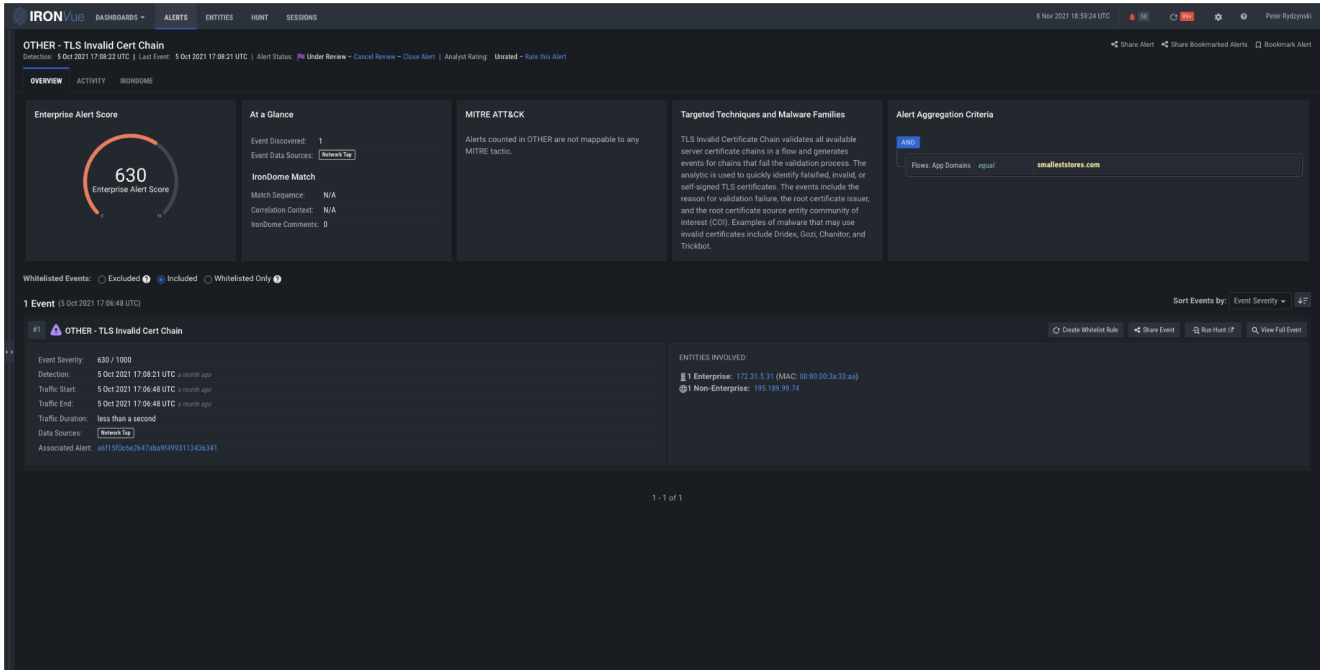 IRONVue DASHBOARDS ALERTS ENTITIES HUNT SESSIONS 8 Nov 2021 18:59:24 UTC 50 99+ Peter Rydzynski
OTHER - TLS Invalid Cert Chain
Share Alert Share Bookmarked Alerts Bookmark Alert
Detection: 5 Oct 2021 17:08:22 UTC | Last Event: 5 Oct 2021 17:08:21 UTC | Alert Status: Under Review – Cancel Review – Close Alert | Analyst Rating: Unrated – Rate this Alert
OVERVIEW ACTIVITY IRONDOME
Enterprise Alert Score
630
Enterprise Alert Score
0
At a Glance
Event Discovered: 1
Event Data Sources: Network Tap
IronDome Match
Match Sequence: N/A
Correlation Context: N/A
IronDome Comments: 0
MITRE ATT&CK
Alerts counted in OTHER are not mappable to any
MITRE tactic.
Targeted Techniques and Malware Families
TLS Invalid Certificate Chain validates all available
server certificate chains in a flow and generates
events for chains that fail the validation process. The
analytic is used to quickly identify falsified, invalid, or
self-signed TLS certificates. The events include the
reason for validation failure, the root certificate issuer,
and the root certificate source entity community of
interest (COI). Examples of malware that may use
invalid certificates include Dridex, Gozi, Chanitor, and
Trickbot.
Alert Aggregation Criteria
AND
Flows: App Domains equal smalleststores.com
Whitelisted Events: Excluded ? Included Whitelisted Only ?
1 Event (5 Oct 2021 17:06:48 UTC)
Sort Events by: Event Severity
#1 OTHER - TLS Invalid Cert Chain
Create Whitelist Rule Share Event Run Hunt View Full Event
Event Severity: 630 / 1000
Detection: 5 Oct 2021 17:08:21 UTC a month ago
Traffic Start: 5 Oct 2021 17:06:48 UTC a month ago
Traffic End: 5 Oct 2021 17:06:48 UTC a month ago
Traffic Duration: less than a second
Data Sources: Network Tap
Associated Alert: a6f15f0c6e2647aba9f4993113436341
ENTITIES INVOLVED:
1 Enterprise: 172.31.5.31 (MAC: 00:00:00:3a:33:aa)
1 Non-Enterprise: 195.189.99.74
1 - 1 of 1